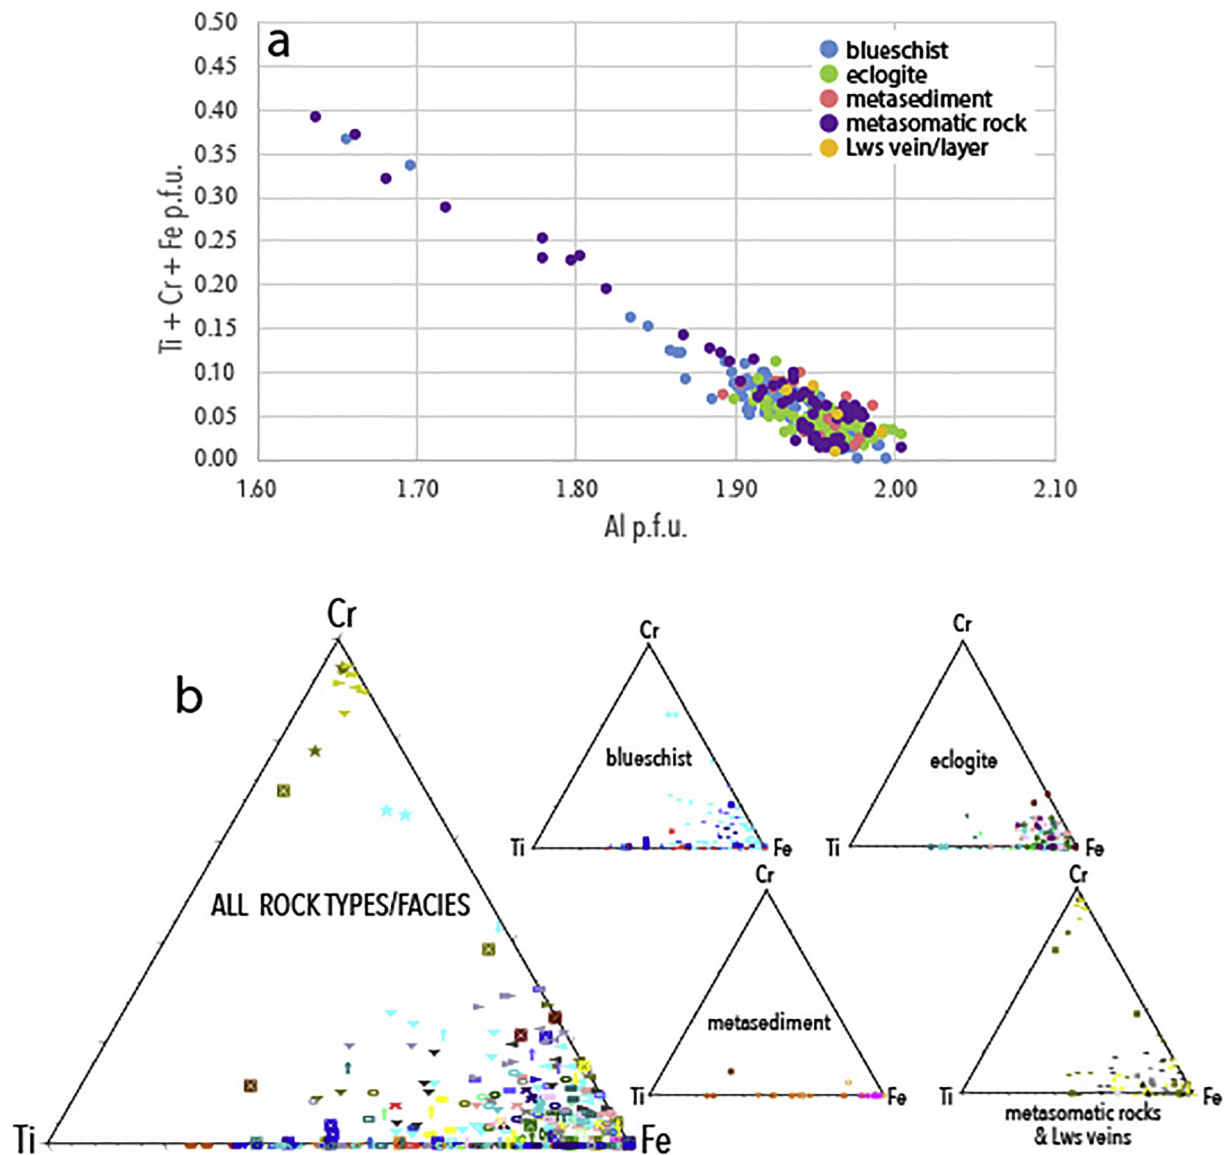 a
0.50
0.45
0.40
0.35
0.30
0.25
0.20
0.15
0.10
0.05
0.00
Ti + Cr + Fe p.f.u.
blueschist
eclogite
metasediment
metasomatic rock
Lws vein/layer
1.60 1.70 1.80 1.90 2.00 2.10
Al p.f.u.
b
Cr
ALL ROCK TYPES/FACIES
Ti Fe
Cr
blueschist
Ti Fe
Cr
eclogite
Ti Fe
Cr
metasediment
Ti Fe
Cr
Ti Fe
metasomatic rocks
& Lws veins